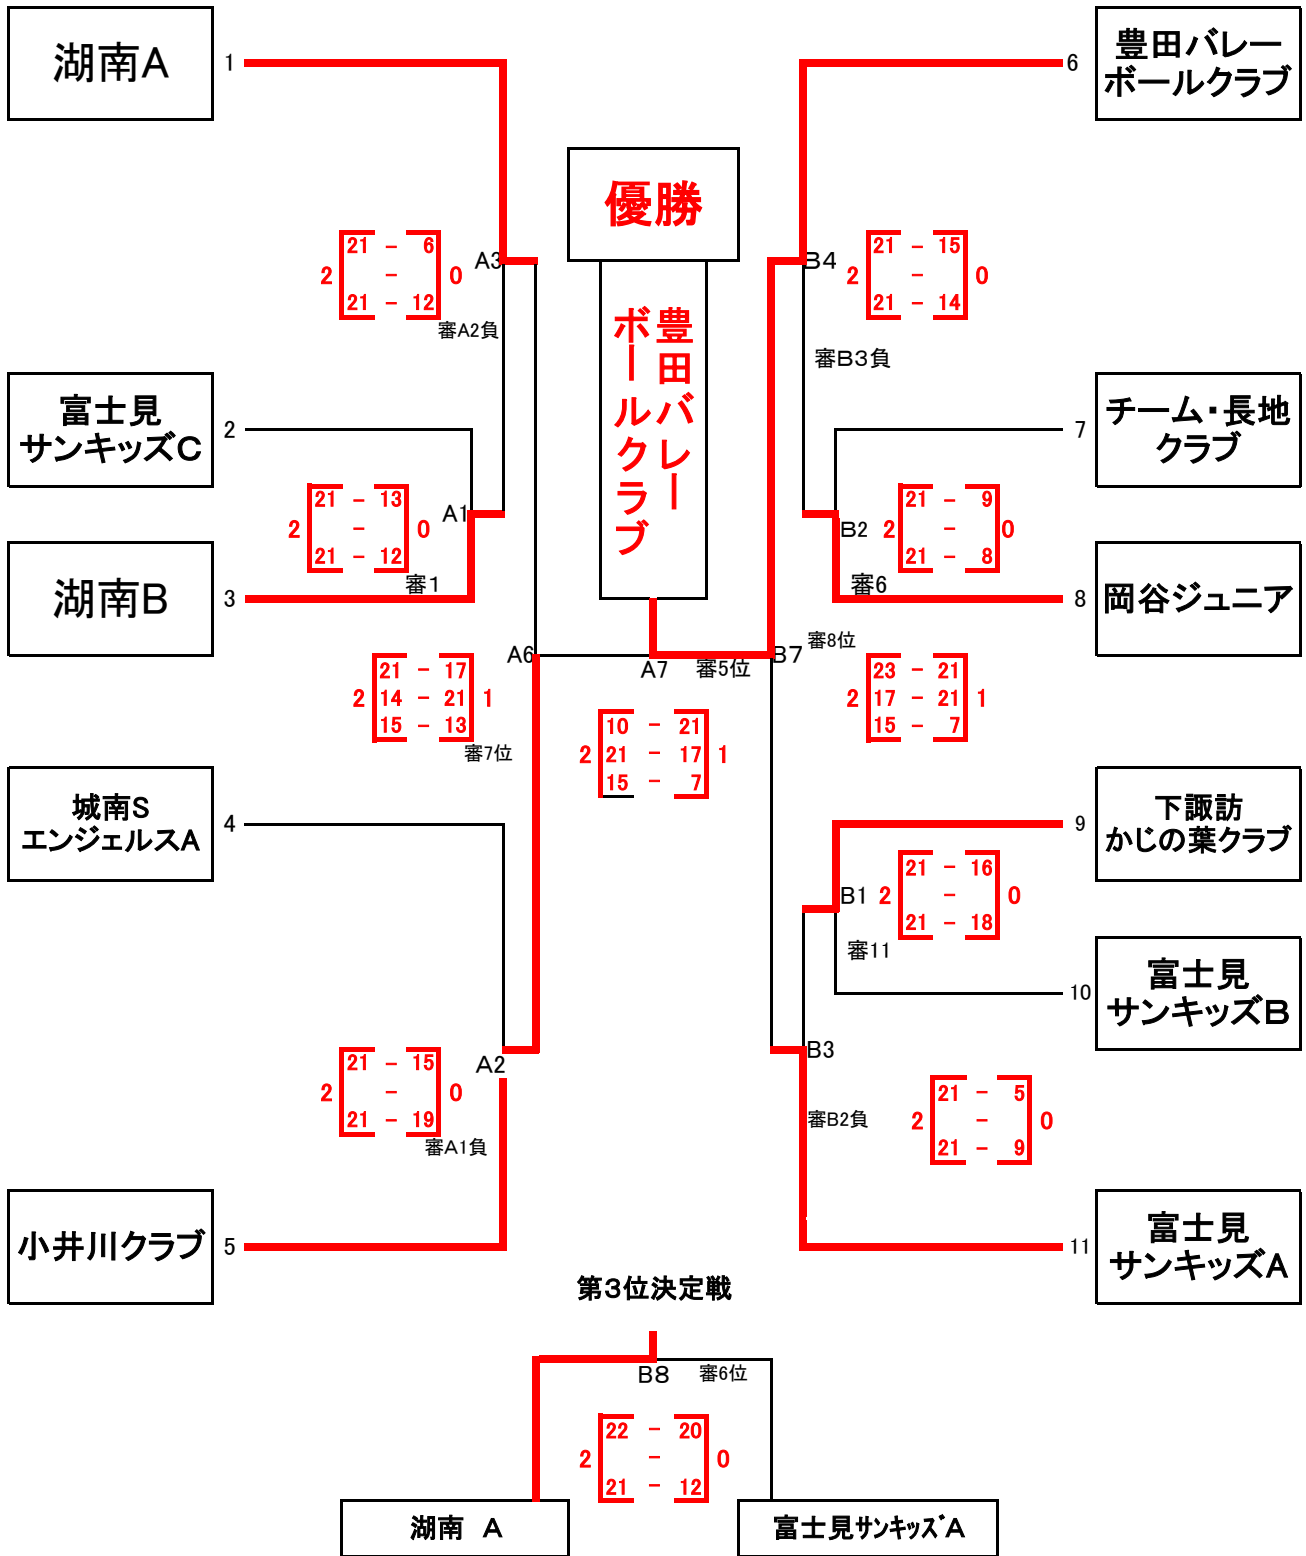 湖南A
1
6
豊田バレー
ボールクラブ
優勝
豊田バレー
ボールクラブ
A3
2
21 - 6
-
21 - 12
0
審A2負
B4
2
21 - 15
-
21 - 14
0
審B3負
富士見
サンキッズC
2
7
チーム・長地
クラブ
A1
2
21 - 13
-
21 - 12
0
審1
B2
2
21 - 9
-
21 - 8
0
審6
湖南B
3
8
岡谷ジュニア
A6
2
21 - 17
14 - 21
15 - 13
1
審7位
A7
審5位
2
10 - 21
21 - 17
15 - 7
1
B7
審8位
2
23 - 21
17 - 21
15 - 7
1
城南S
エンジェルスA
4
9
下諏訪
かじの葉クラブ
B1
2
21 - 16
-
21 - 18
0
審11
10
富士見
サンキッズB
A2
2
21 - 15
-
21 - 19
0
審A1負
B3
審B2負
2
21 - 5
-
21 - 9
0
小井川クラブ
5
11
富士見
サンキッズA
第3位決定戦
B8
審6位
2
22 - 20
-
21 - 12
0
湖南 A
富士見サンキッズA